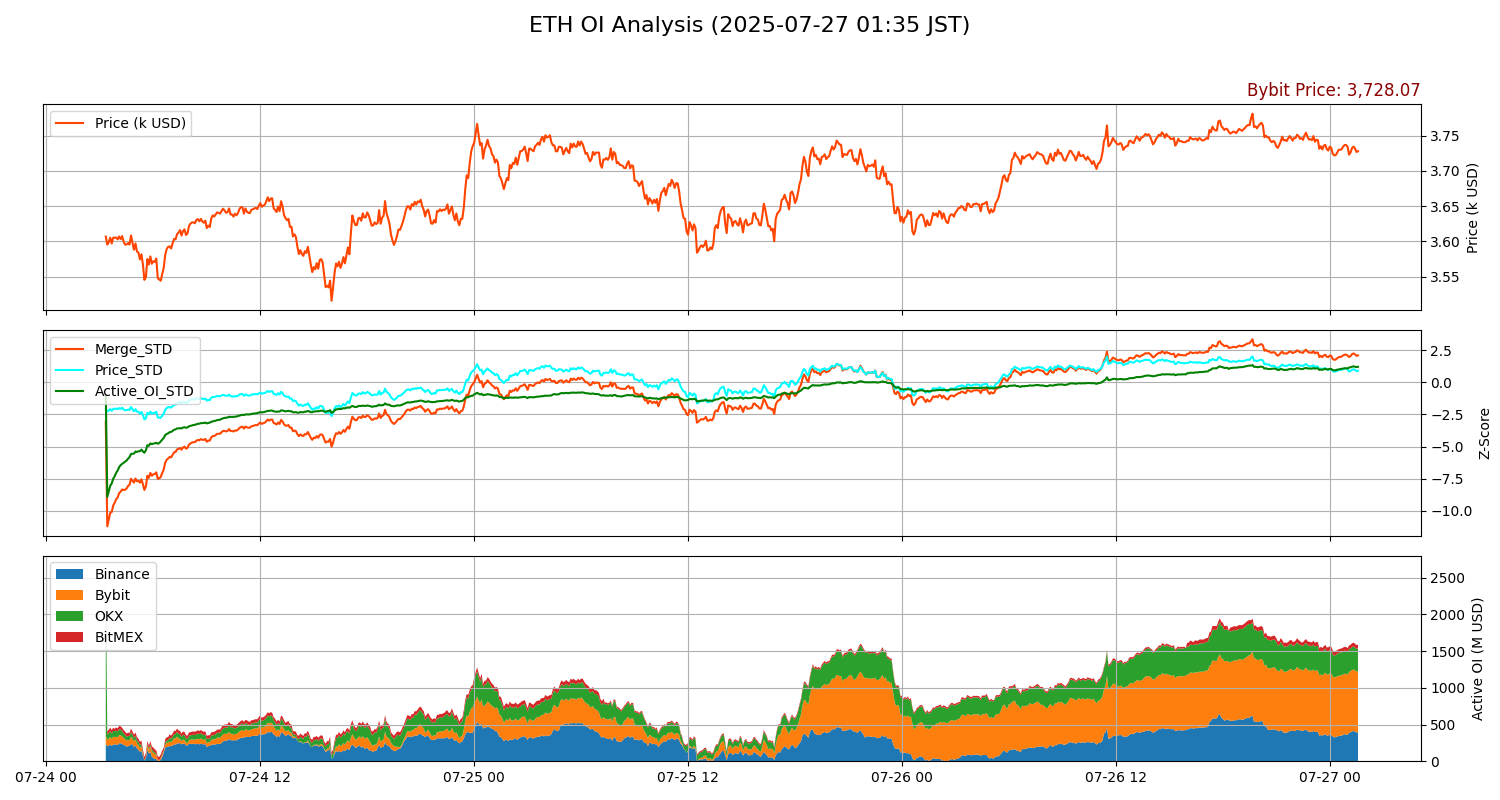 ETH OI Analysis (2025-07-27 01:35 JST)
Bybit Price: 3,728.07
Price (k USD)
3.75
3.70
3.65
3.60
3.55
Price (k USD)
Merge_STD
Price_STD
Active_OI_STD
2.5
0.0
−2.5
−5.0
−7.5
−10.0
Z-Score
Binance
Bybit
OKX
BitMEX
2500
2000
1500
1000
500
0
Active OI (M USD)
07-24 00
07-24 12
07-25 00
07-25 12
07-26 00
07-26 12
07-27 00